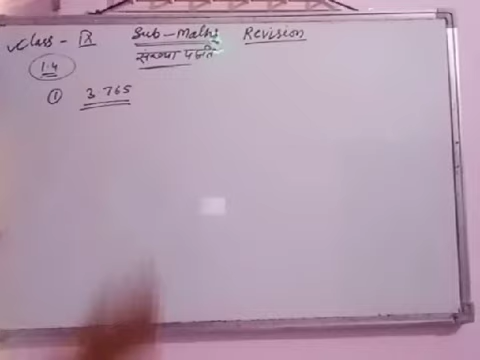 Class - IX Sub - Maths Revision
1.4 संख्या पद्धति
① 3.765